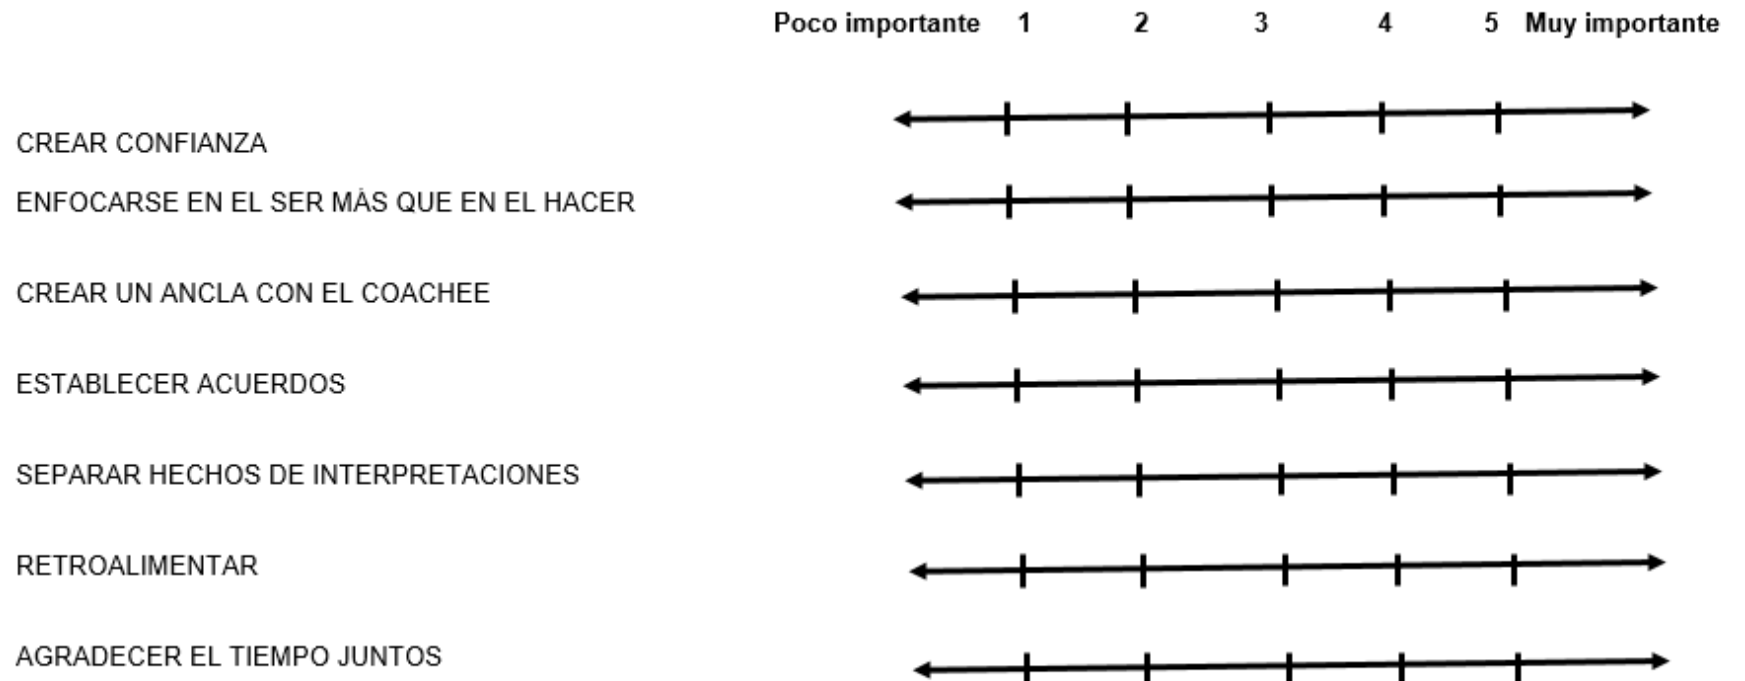 Poco importante 1 2 3 4 5 Muy importante
CREAR CONFIANZA
ENFOCARSE EN EL SER MÁS QUE EN EL HACER
CREAR UN ANCLA CON EL COACHEE
ESTABLECER ACUERDOS
SEPARAR HECHOS DE INTERPRETACIONES
RETROALIMENTAR
AGRADECER EL TIEMPO JUNTOS